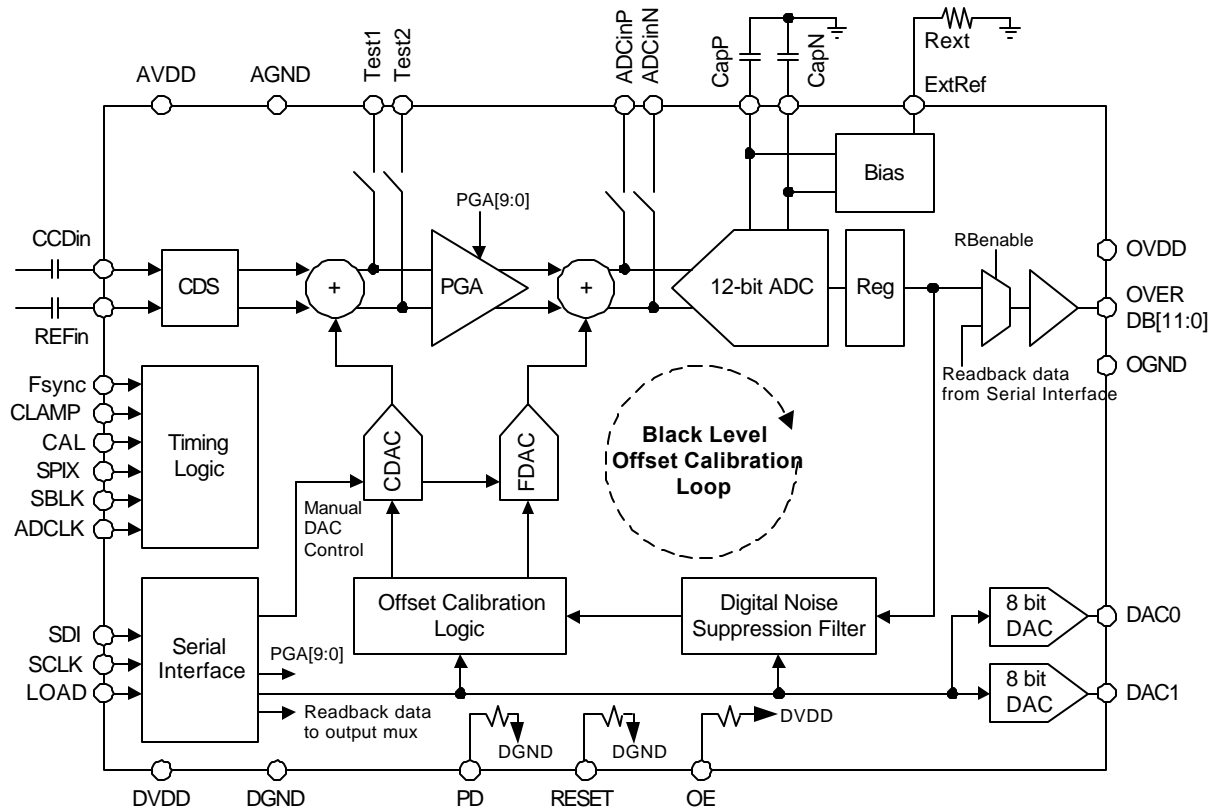 Rext
Test1
Test2
ADCinP
ADCinN
CapP
CapN
AVDD
AGND
ExtRef
Bias
PGA[9:0]
CCDin
RBenable
OVDD
CDS
+
PGA
+
12-bit ADC
Reg
OVER
DB[11:0]
REFin
OGND
Readback data
from Serial Interface
Fsync
CLAMP
CAL
SPIX
SBLK
ADCLK
Timing
Logic
CDAC
FDAC
Black Level
Offset Calibration
Loop
Manual
DAC
Control
SDI
SCLK
LOAD
Serial
Interface
Offset Calibration
Logic
Digital Noise
Suppression Filter
8 bit
DAC
DAC0
PGA[9:0]
8 bit
DAC
DAC1
Readback data
to output mux
DGND
DGND
DVDD
DVDD
DGND
PD
RESET
OE